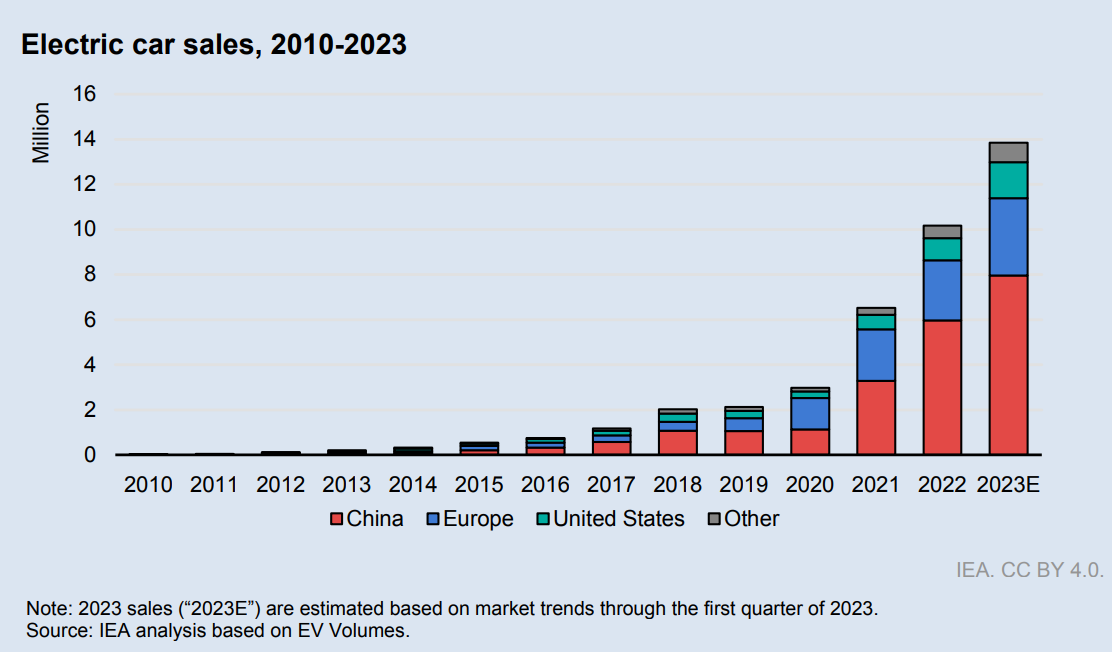 Electric car sales, 2010-2023
Million
16
14
12
10
8
6
4
2
0
2010 2011 2012 2013 2014 2015 2016 2017 2018 2019 2020 2021 2022 2023E
China Europe United States Other
IEA. CC BY 4.0.
Note: 2023 sales (“2023E”) are estimated based on market trends through the first quarter of 2023.
Source: IEA analysis based on EV Volumes.